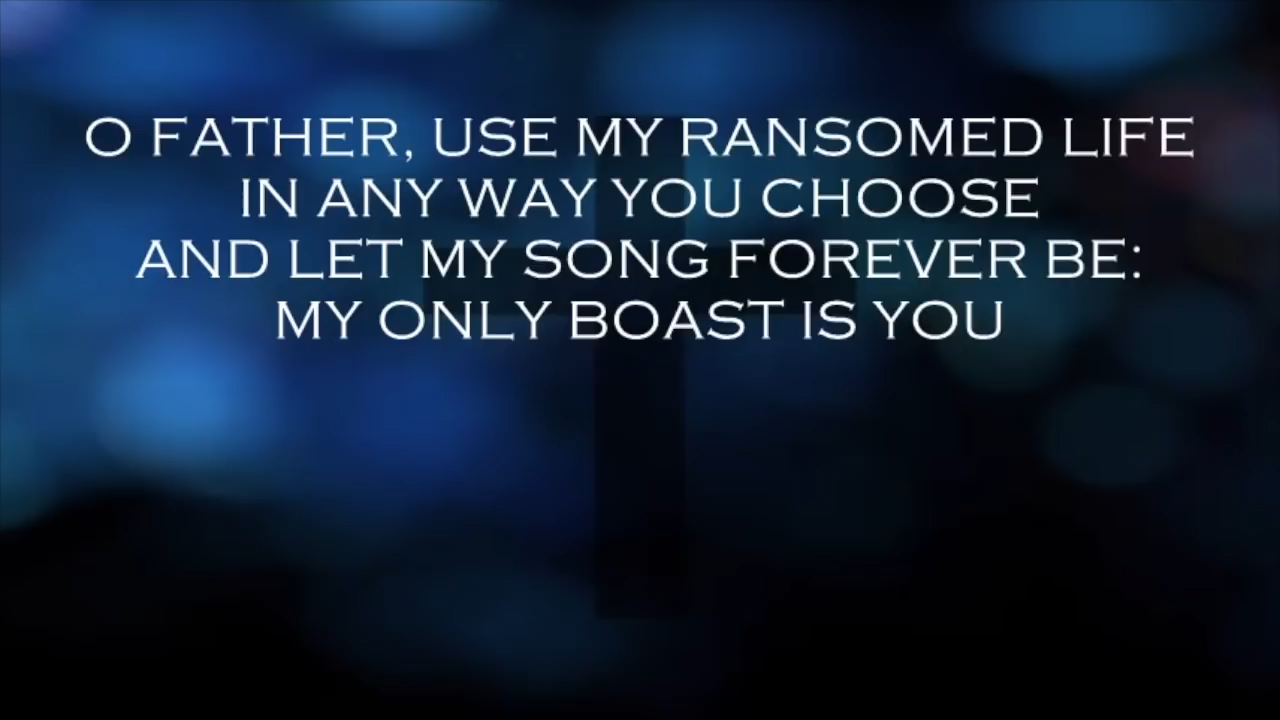 O FATHER, USE MY RANSOMED LIFE
IN ANY WAY YOU CHOOSE
AND LET MY SONG FOREVER BE:
MY ONLY BOAST IS YOU